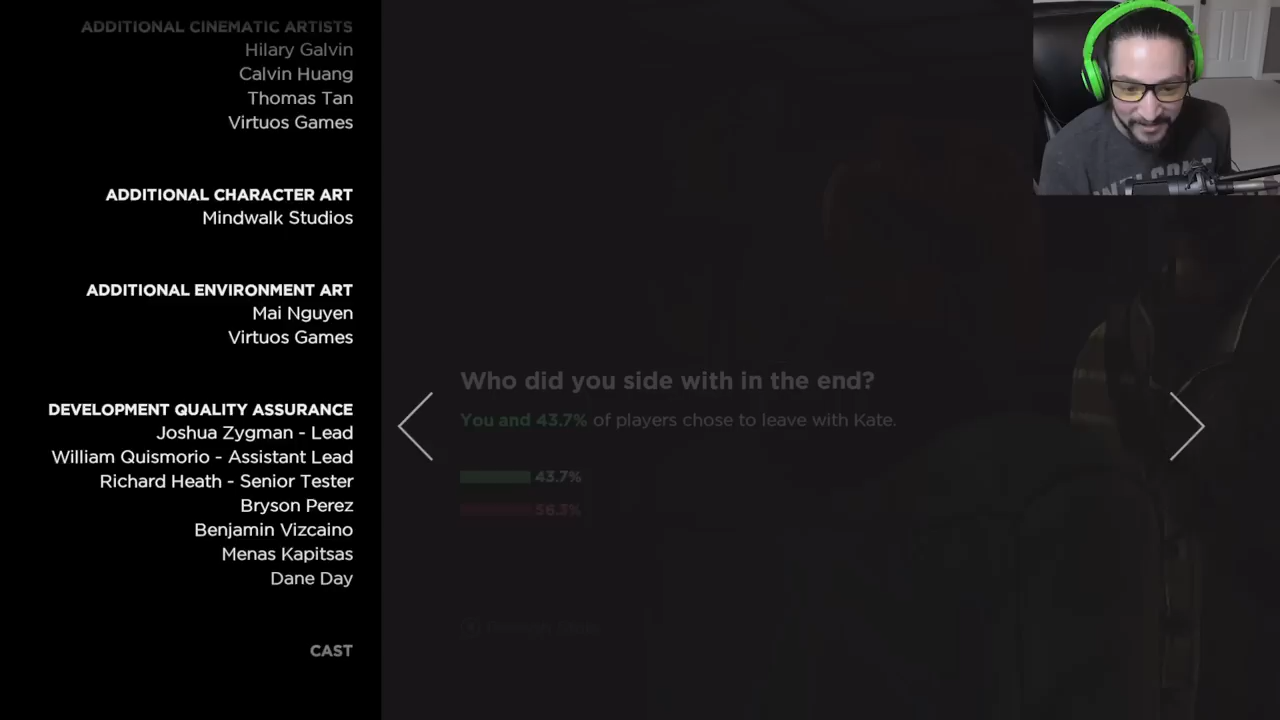 ADDITIONAL CINEMATIC ARTISTS
Hilary Galvin
Calvin Huang
Thomas Tan
Virtuos Games
ADDITIONAL CHARACTER ART
Mindwalk Studios
ADDITIONAL ENVIRONMENT ART
Mai Nguyen
Virtuos Games
DEVELOPMENT QUALITY ASSURANCE
Joshua Zygman - Lead
William Quismorio - Assistant Lead
Richard Heath - Senior Tester
Bryson Perez
Benjamin Vizcaino
Menas Kapitsas
Dane Day
CAST
Who did you side with in the end?
You and 43.7% of players chose to leave with Kate.
43.7%
56.3%